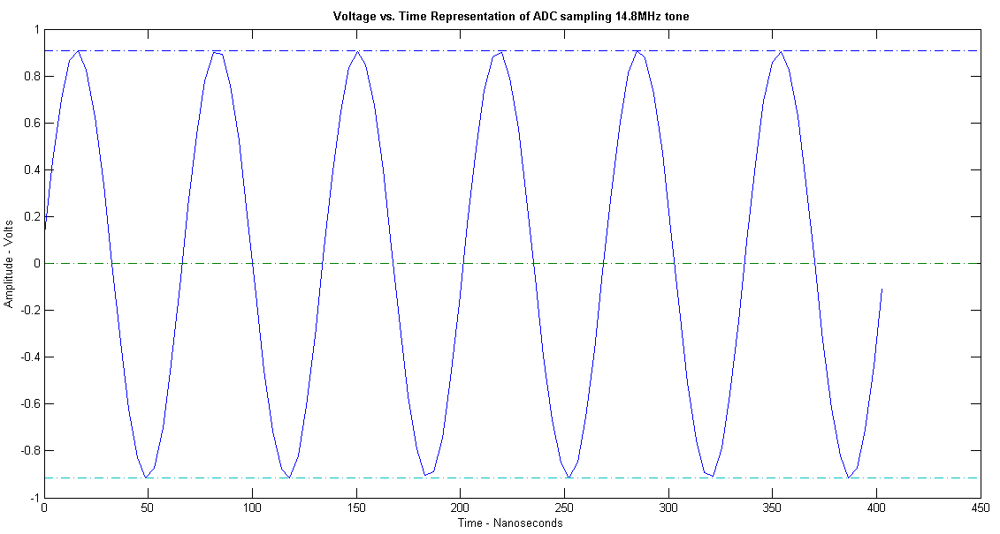 Voltage vs. Time Representation of ADC sampling 14.8MHz tone
1
0.8
0.6
0.4
0.2
0
-0.2
-0.4
-0.6
-0.8
-1
Amplitude - Volts
0 50 100 150 200 250 300 350 400 450
Time - Nanoseconds